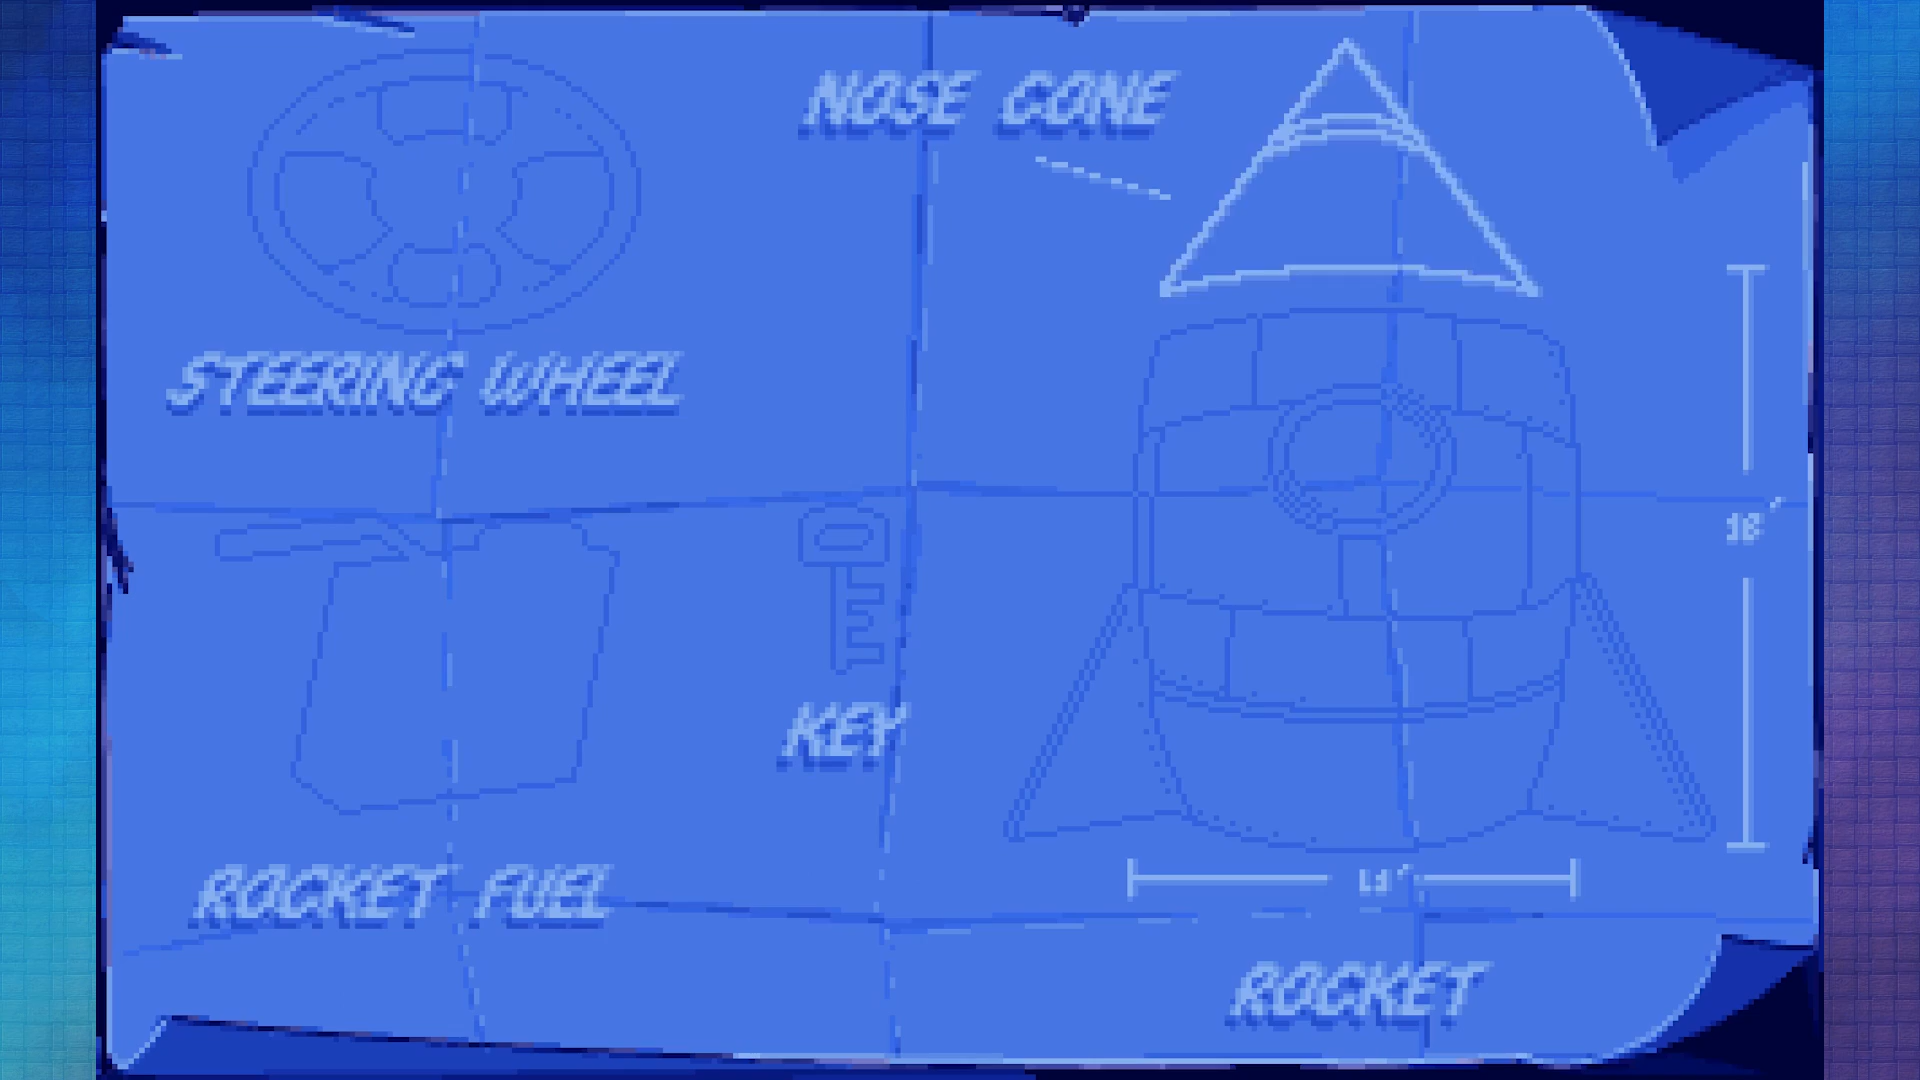 NOSE CONE
STEERING WHEEL
KEY
ROCKET FUEL
ROCKET